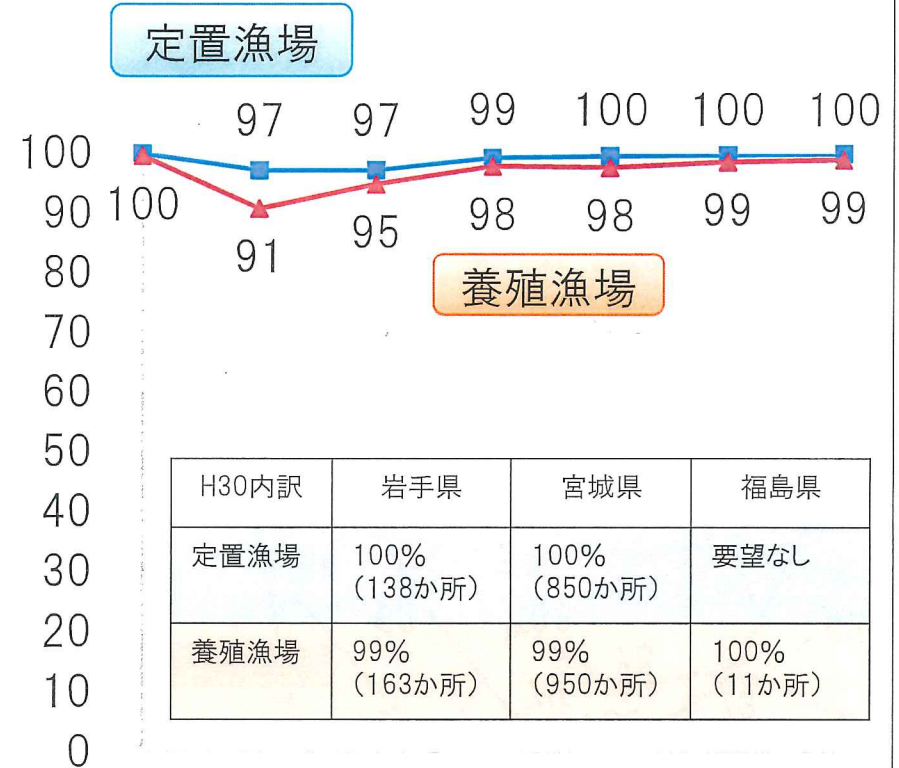 定置漁場
97 97 99 100 100 100
100
90
80
70
60
50
40
30
20
10
0
100 91 95 98 98 99 99
養殖漁場
H30内訳 岩手県 宮城県 福島県
定置漁場 100% 100% 要望なし
(138か所) (850か所)
養殖漁場 99% 99% 100%
(163か所) (950か所) (11か所)